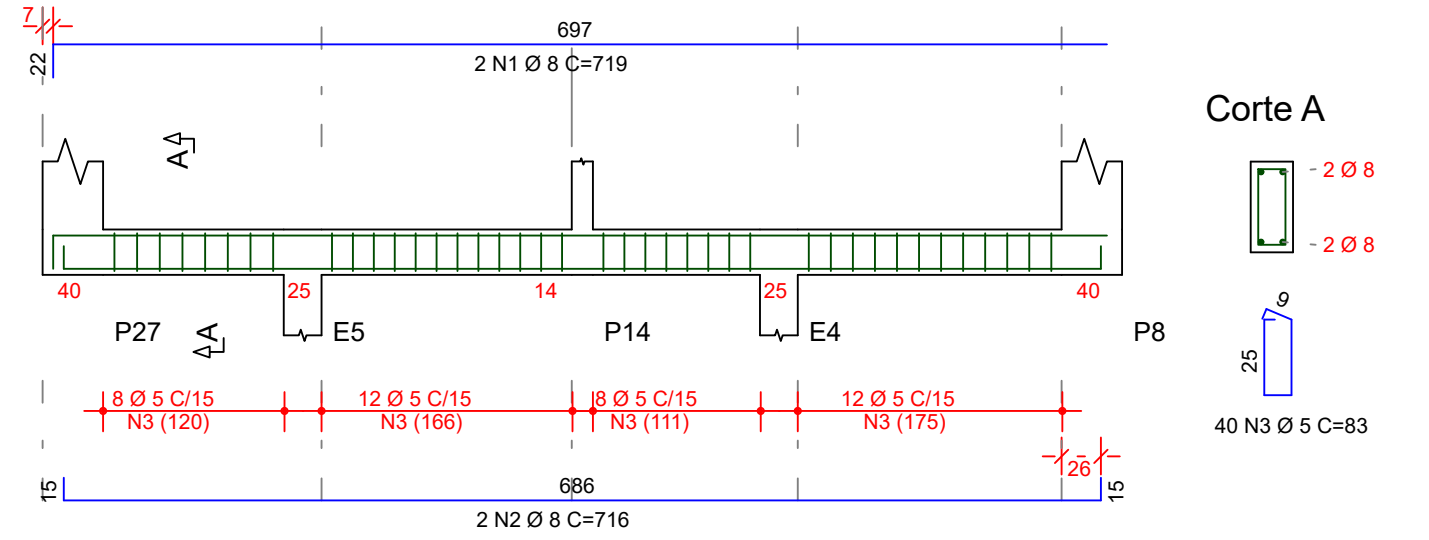 7
697
22
2 N1 Ø 8 C=719
Corte A
A
2 Ø 8
2 Ø 8
40
25
14
25
40
9
P27
A
E5
P14
E4
P8
25
8 Ø 5 C/15
12 Ø 5 C/15
8 Ø 5 C/15
12 Ø 5 C/15
N3 (120)
N3 (166)
N3 (111)
N3 (175)
40 N3 Ø 5 C=83
26
15
686
15
2 N2 Ø 8 C=716